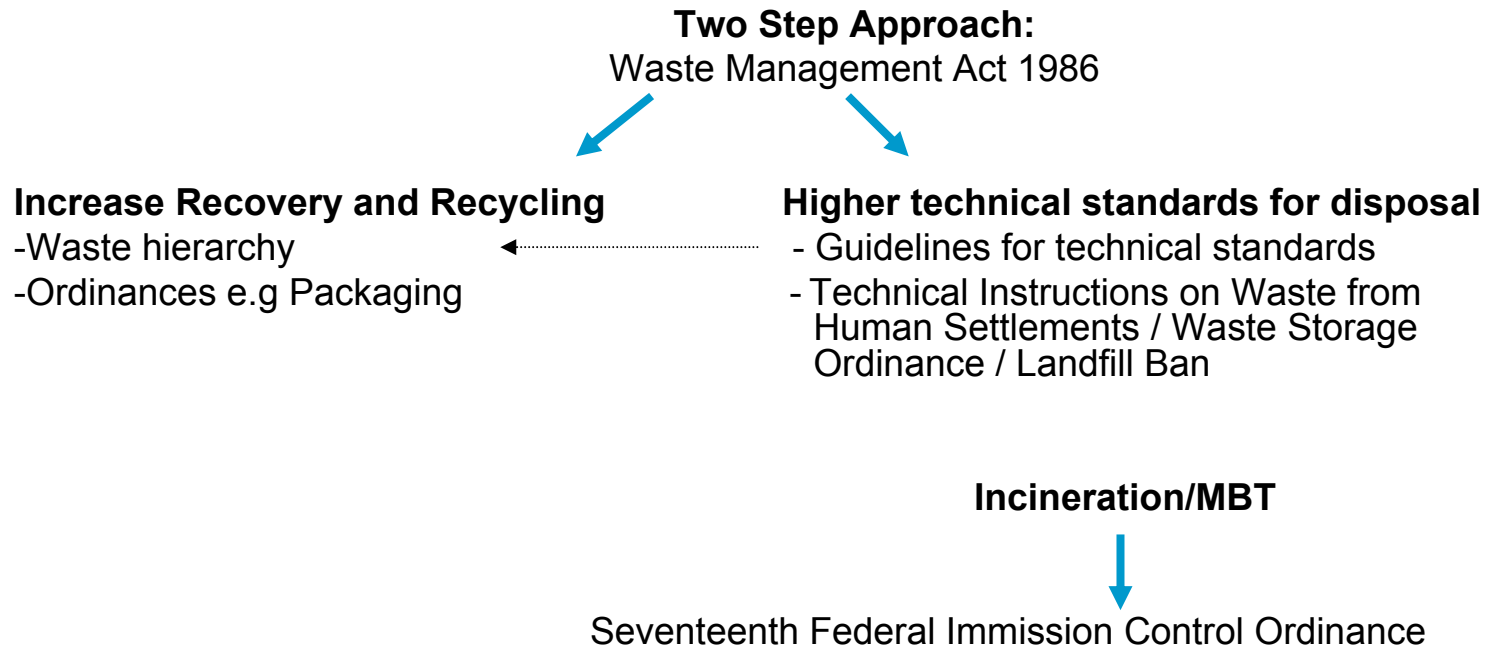 Two Step Approach:
Waste Management Act 1986
Increase Recovery and Recycling
-Waste hierarchy
-Ordinances e.g Packaging
Higher technical standards for disposal
- Guidelines for technical standards
- Technical Instructions on Waste from
Human Settlements / Waste Storage
Ordinance / Landfill Ban
Incineration/MBT
Seventeenth Federal Immission Control Ordinance